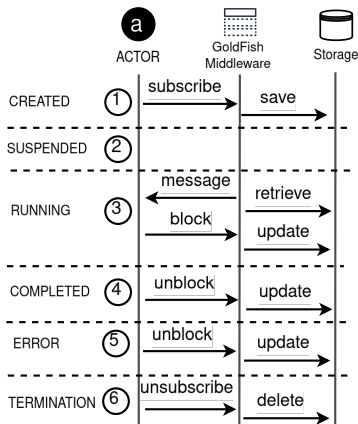 a
ACTOR
GoldFish
Middleware
Storage
CREATED 1 subscribe save
SUSPENDED 2
message retrieve
RUNNING 3 block update
COMPLETED 4 unblock update
ERROR 5 unblock update
TERMINATION 6 unsubscribe delete